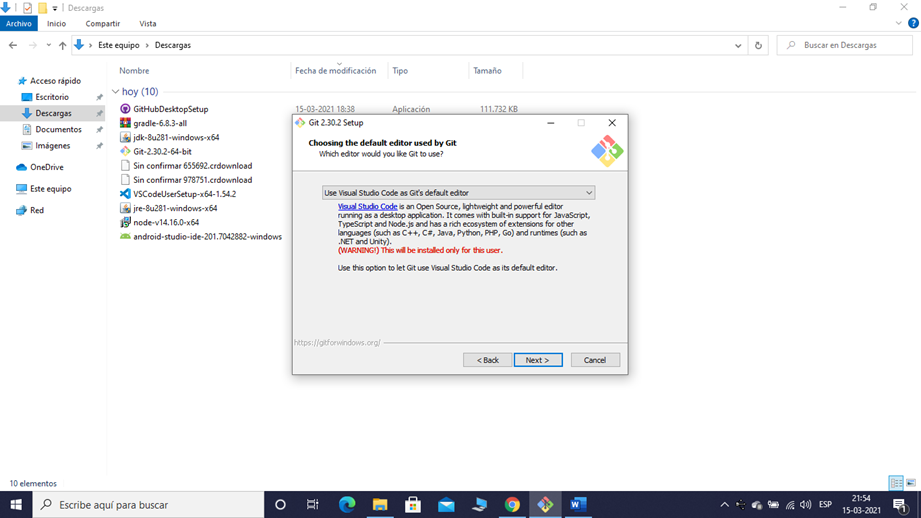 Descargas
Archivo
Inicio
Compartir
Vista
Este equipo
Descargas
Buscar en Descargas
Nombre
Fecha de modificación
Tipo
Tamaño
Acceso rápido
Escritorio
Descargas
Documentos
Imágenes
OneDrive
Este equipo
Red
hoy (10)
GitHubDesktopSetup
15-03-2021 18:38
Aplicación
111.732 KB
gradle-6.8.3-all
jdk-8u281-windows-x64
Git-2.30.2-64-bit
Sin confirmar 655692.crdownload
Sin confirmar 978751.crdownload
VSCodeUserSetup-x64-1.54.2
jre-8u281-windows-x64
node-v14.16.0-x64
android-studio-ide-201.7042882-windows
Git 2.30.2 Setup
Choosing the default editor used by Git
Which editor would you like Git to use?
Use Visual Studio Code as Git's default editor
Visual Studio Code is an Open Source, lightweight and powerful editor
running as a desktop application. It comes with built-in support for JavaScript,
TypeScript and Node.js and has a rich ecosystem of extensions for other
languages (such as C++, C#, Java, Python, PHP, Go) and runtimes (such as
.NET and Unity).
(WARNING!) This will be installed only for this user.
Use this option to let Git use Visual Studio Code as its default editor.
https://gitforwindows.org/
< Back
Next >
Cancel
10 elementos
Escribe aquí para buscar
ESP
21:54
15-03-2021
1